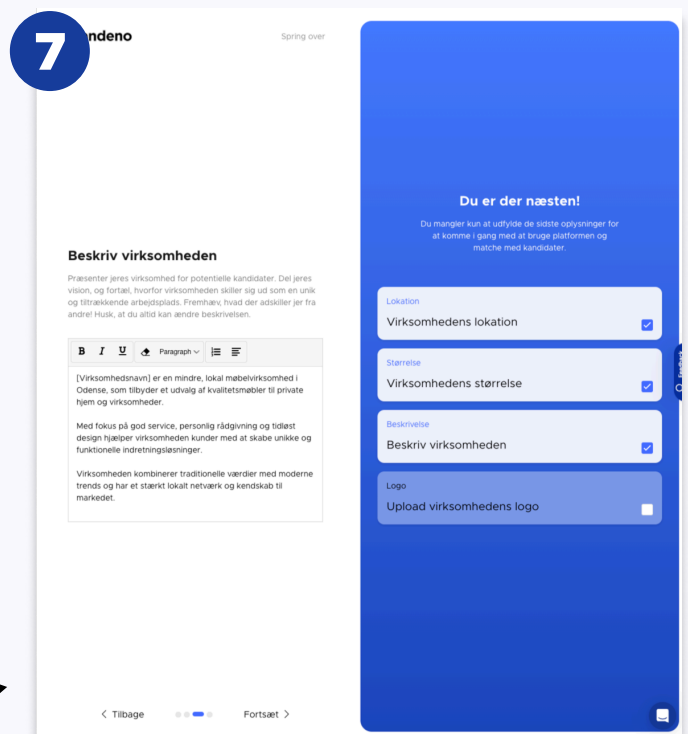 7
ndeno
Spring over
Beskriv virksomheden
Præsenter jeres virksomhed for potentielle kandidater. Del jeres
vision, og fortæl, hvorfor virksomheden skiller sig ud som en unik
og tiltrækkende arbejdsplads. Fremhæv, hvad der adskiller jer fra
andre! Husk, at du altid kan ændre beskrivelsen.
B I U Paragraph
[Virksomhedsnavn] er en mindre, lokal møbelvirksomhed i
Odense, som tilbyder et udvalg af kvalitetsmøbler til private
hjem og virksomheder.
Med fokus på god service, personlig rådgivning og tidløst
design hjælper virksomheden kunder med at skabe unikke og
funktionelle indretningsløsninger.
Virksomheden kombinerer traditionelle værdier med moderne
trends og har et stærkt lokalt netværk og kendskab til
markedet.
Tilbage
Fortsæt
Du er der næsten!
Du mangler kun at udfylde de sidste oplysninger for
at komme i gang med at bruge platformen og
matche med kandidater.
Lokation
Virksomhedens lokation
Størrelse
Virksomhedens størrelse
Beskrivelse
Beskriv virksomheden
Logo
Upload virksomhedens logo